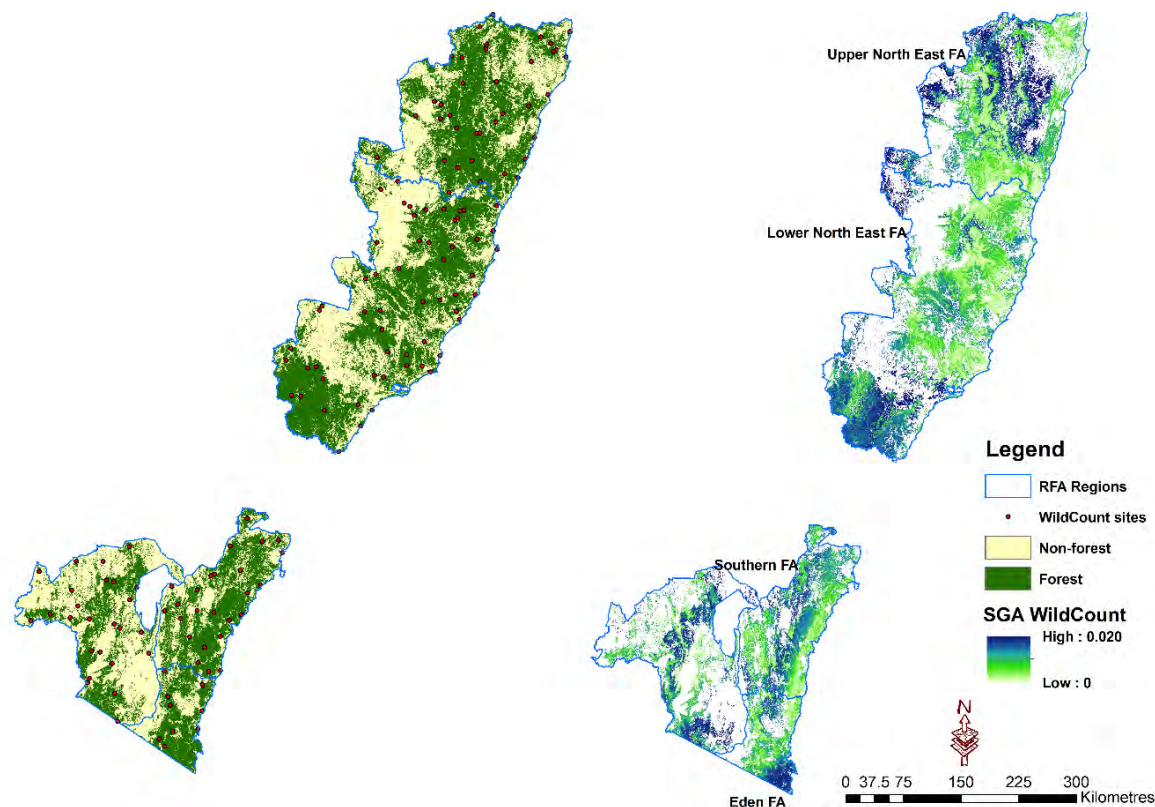 Upper North East FA
Lower North East FA
Legend
RFA Regions
WildCount sites
Non-forest
Forest
SGA WildCount
High : 0.020
Low : 0
Southern FA
Eden FA
N
0 37.5 75 150 225 300
Kilometres